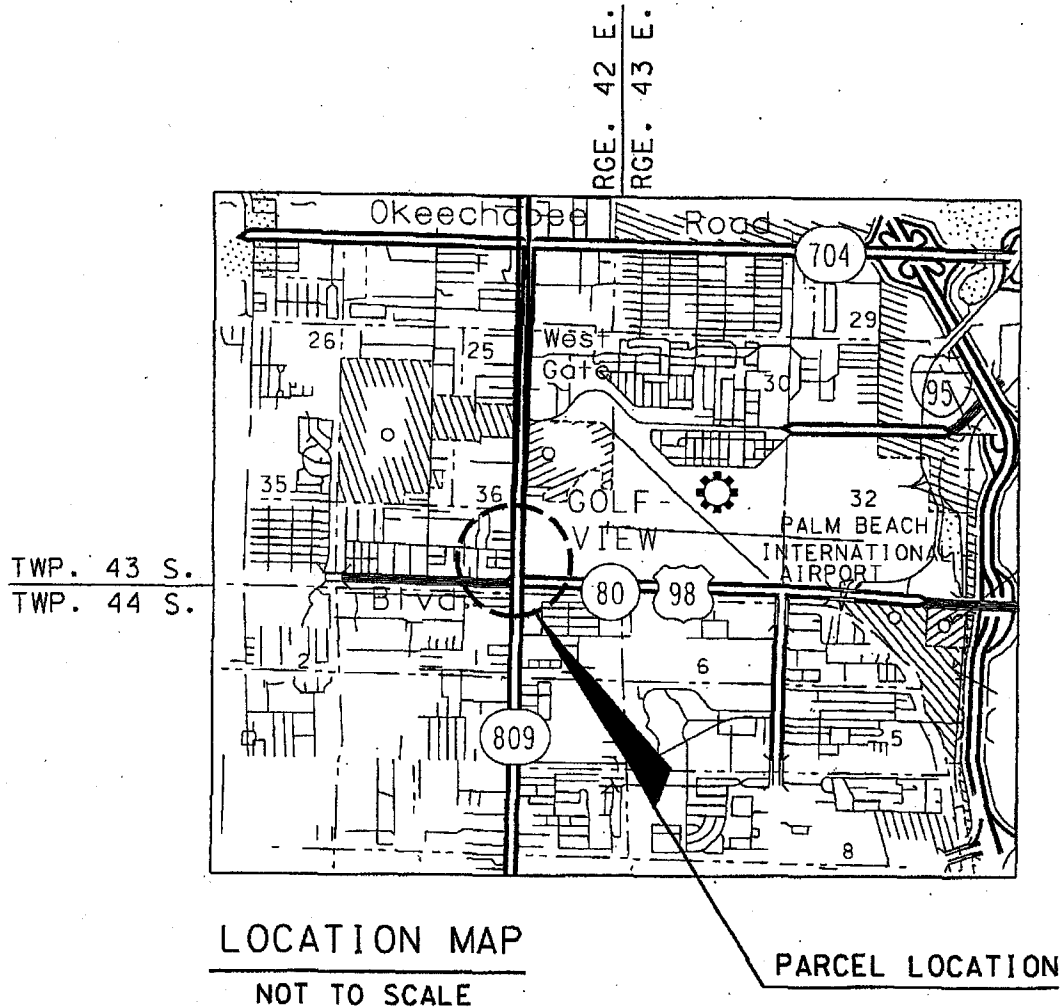 RGE. 42 E.
RGE. 43 E.
Okeechobee Road
704
26
25
West
Gate
29
30
95
35
36
GOLF-
VIEW
32
PALM BEACH
INTERNATIONAL
AIRPORT
TWP. 43 S.
TWP. 44 S.
Blvd.
80
98
2
6
809
5
8
LOCATION MAP
NOT TO SCALE
PARCEL LOCATION